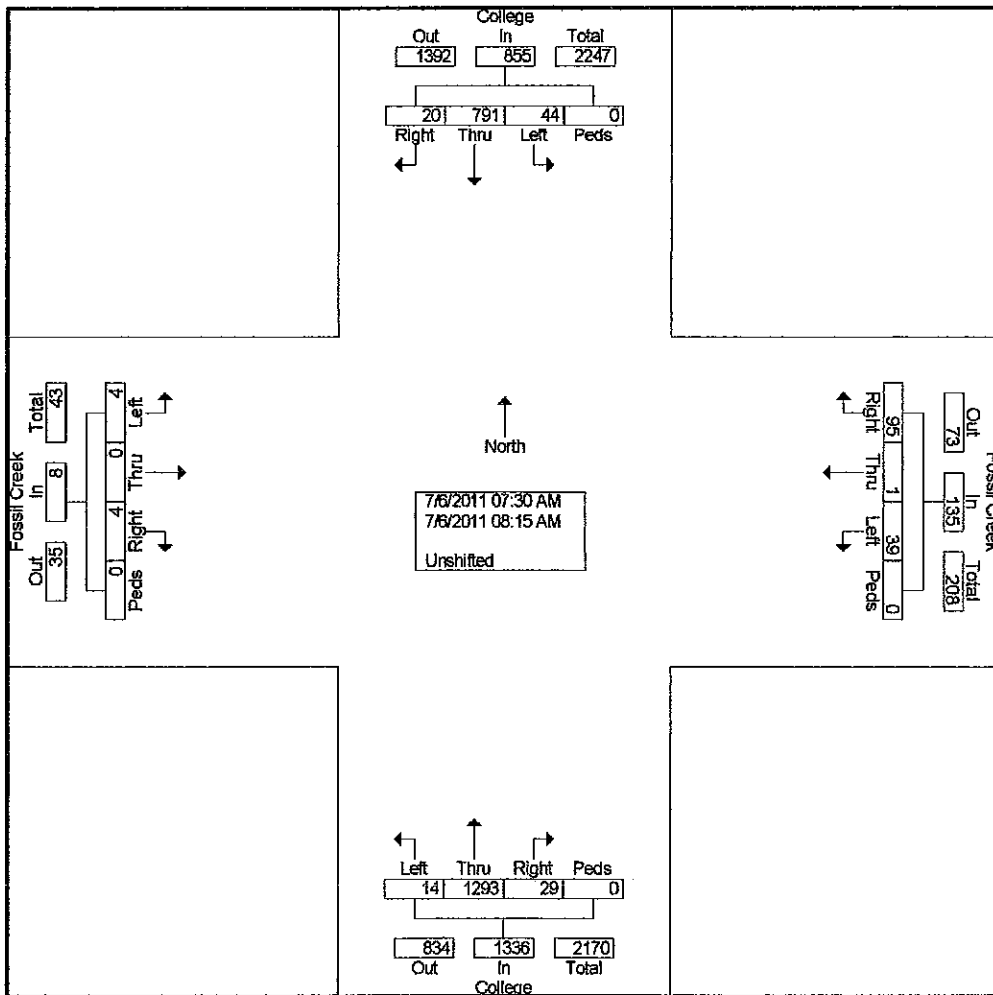 College
Out In Total
1392 855 2247
20 791 44 0
Right Thru Left Peds
Fossil Creek
Total In Out
43 8 35
4 0 4 0
Left Thru Right Peds
North
7/6/2011 07:30 AM
7/6/2011 08:15 AM
Unshifted
Right Thru Left Peds
95 1 39 0
Out In Total
73 135 208
Fossil Creek
Left Thru Right Peds
14 1293 29 0
834 1336 2170
Out In Total
College